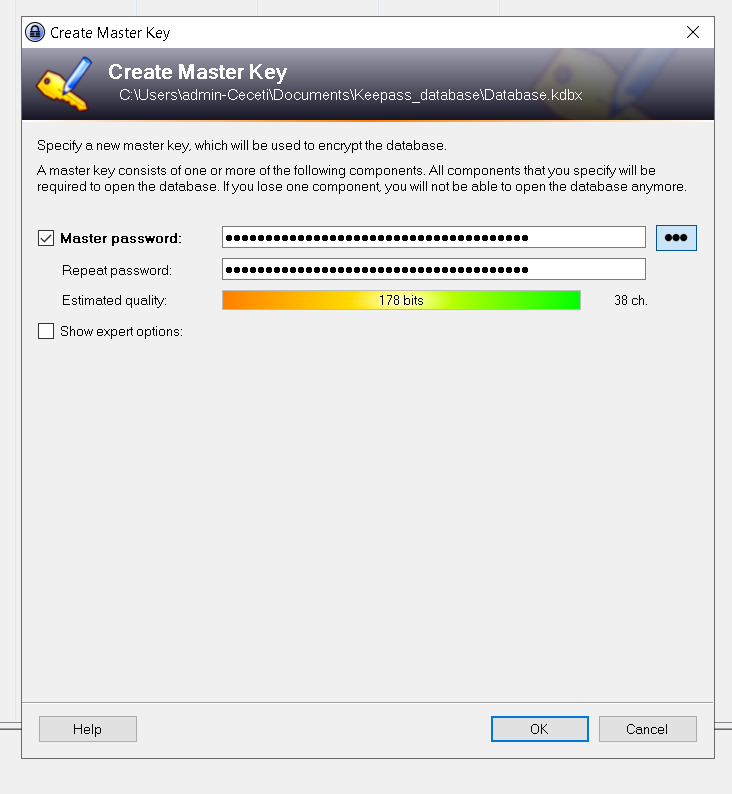 Create Master Key
Create Master Key
C:\Users\admin-Ceceti\Documents\Keepass_database\Database.kdbx
Specify a new master key, which will be used to encrypt the database.
A master key consists of one or more of the following components. All components that you specify will be
required to open the database. If you lose one component, you will not be able to open the database anymore.
Master password: ●●●●●●●●●●●●●●●●●●●●●●●●●●●●●●●●●●●●●● ●●●
Repeat password: ●●●●●●●●●●●●●●●●●●●●●●●●●●●●●●●●●●●●●●
Estimated quality: 178 bits 38 ch.
Show expert options:
Help OK Cancel